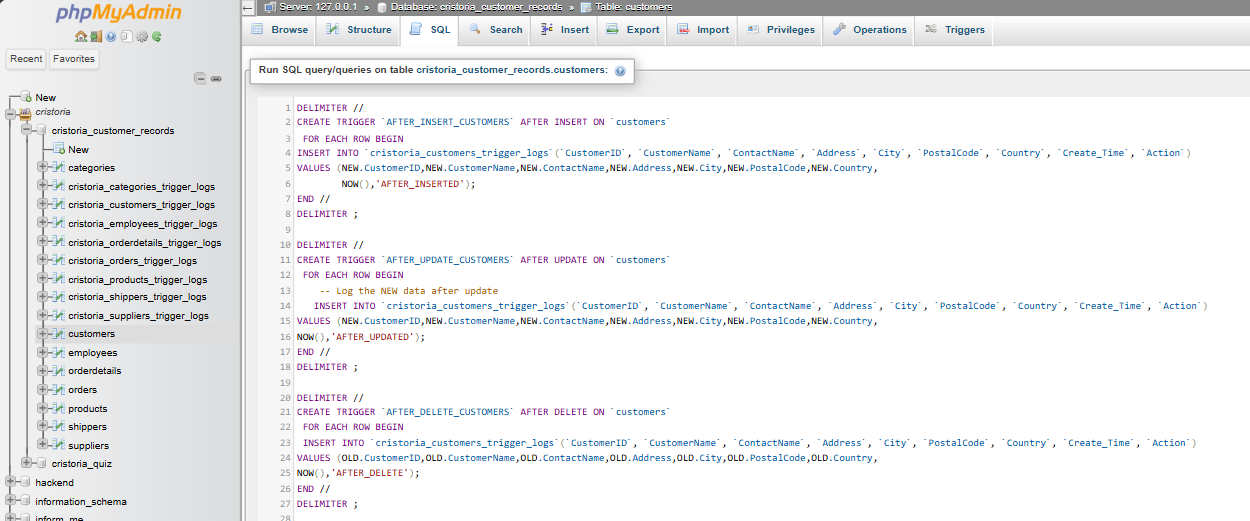 phpMyAdmin
Recent
Favorites
New
cristoria
cristoria_customer_records
New
categories
cristoria_categories_trigger_logs
cristoria_customers_trigger_logs
cristoria_employees_trigger_logs
cristoria_orderdetails_trigger_logs
cristoria_orders_trigger_logs
cristoria_products_trigger_logs
cristoria_shippers_trigger_logs
cristoria_suppliers_trigger_logs
customers
employees
orderdetails
orders
products
shippers
suppliers
cristoria_quiz
hackend
information_schema
inform_me
Server: 127.0.0.1 » Database: cristoria_customer_records » Table: customers
Browse Structure SQL Search Insert Export Import Privileges Operations Triggers
Run SQL query/queries on table cristoria_customer_records.customers:
1 DELIMITER //
2 CREATE TRIGGER `AFTER_INSERT_CUSTOMERS` AFTER INSERT ON `customers`
3 FOR EACH ROW BEGIN
4 INSERT INTO `cristoria_customers_trigger_logs`(`CustomerID`, `CustomerName`, `ContactName`, `Address`, `City`, `PostalCode`, `Country`, `Create_Time`, `Action`)
5 VALUES (NEW.CustomerID,NEW.CustomerName,NEW.ContactName,NEW.Address,NEW.City,NEW.PostalCode,NEW.Country,
6 NOW(),'AFTER_INSERTED');
7 END //
8 DELIMITER ;
9
10 DELIMITER //
11 CREATE TRIGGER `AFTER_UPDATE_CUSTOMERS` AFTER UPDATE ON `customers`
12 FOR EACH ROW BEGIN
13 -- Log the NEW data after update
14 INSERT INTO `cristoria_customers_trigger_logs`(`CustomerID`, `CustomerName`, `ContactName`, `Address`, `City`, `PostalCode`, `Country`, `Create_Time`, `Action`)
15 VALUES (NEW.CustomerID,NEW.CustomerName,NEW.ContactName,NEW.Address,NEW.City,NEW.PostalCode,NEW.Country,
16 NOW(),'AFTER_UPDATED');
17 END //
18 DELIMITER ;
19
20 DELIMITER //
21 CREATE TRIGGER `AFTER_DELETE_CUSTOMERS` AFTER DELETE ON `customers`
22 FOR EACH ROW BEGIN
23 INSERT INTO `cristoria_customers_trigger_logs`(`CustomerID`, `CustomerName`, `ContactName`, `Address`, `City`, `PostalCode`, `Country`, `Create_Time`, `Action`)
24 VALUES (OLD.CustomerID,OLD.CustomerName,OLD.ContactName,OLD.Address,OLD.City,OLD.PostalCode,OLD.Country,
25 NOW(),'AFTER_DELETE');
26 END //
27 DELIMITER ;
28